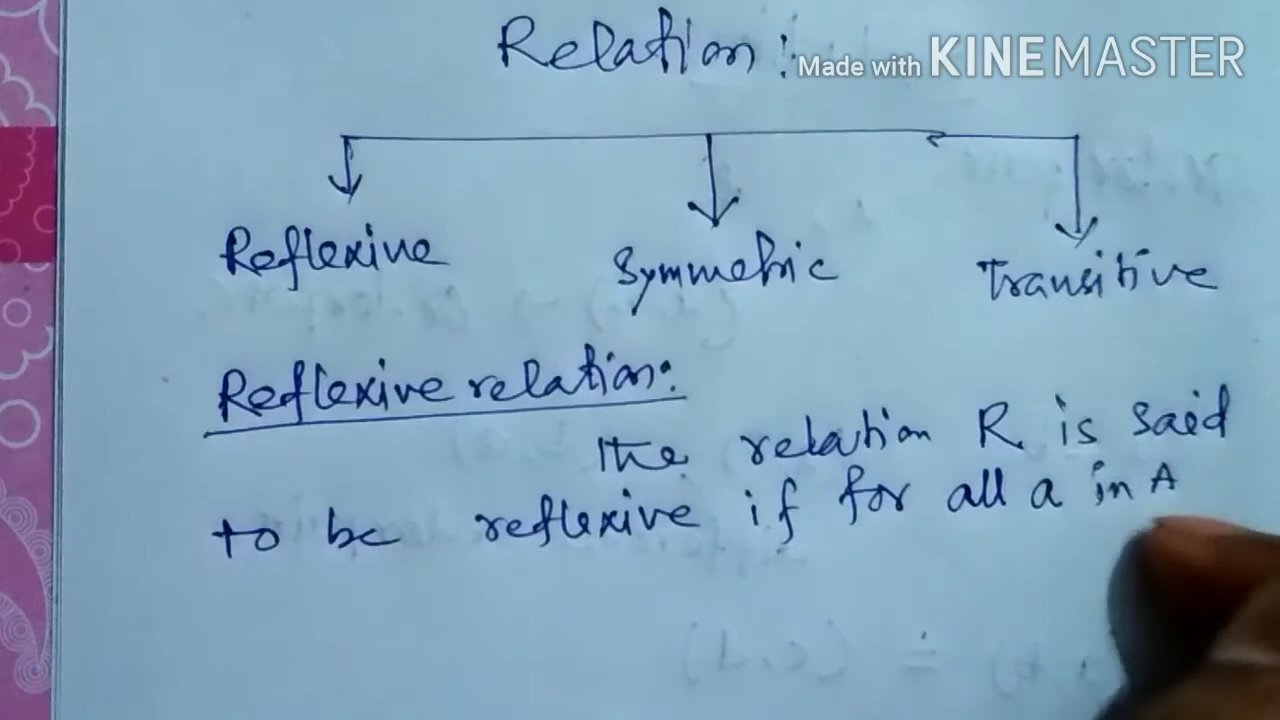 Relation:
Made with KINEMASTER
Reflexive Symmetric Transitive
Reflexive relation:
The relation R is said
to be reflexive if for all a in A